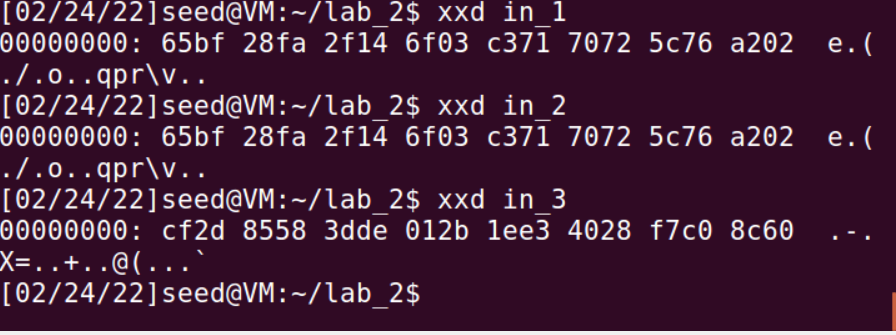 [02/24/22]seed@VM:~/lab_2$ xxd in_1
00000000: 65bf 28fa 2f14 6f03 c371 7072 5c76 a202  e.(
./.o..qpr\v..
[02/24/22]seed@VM:~/lab_2$ xxd in_2
00000000: 65bf 28fa 2f14 6f03 c371 7072 5c76 a202  e.(
./.o..qpr\v..
[02/24/22]seed@VM:~/lab_2$ xxd in_3
00000000: cf2d 8558 3dde 012b 1ee3 4028 f7c0 8c60  .-.
X=..+..@(...`
[02/24/22]seed@VM:~/lab_2$